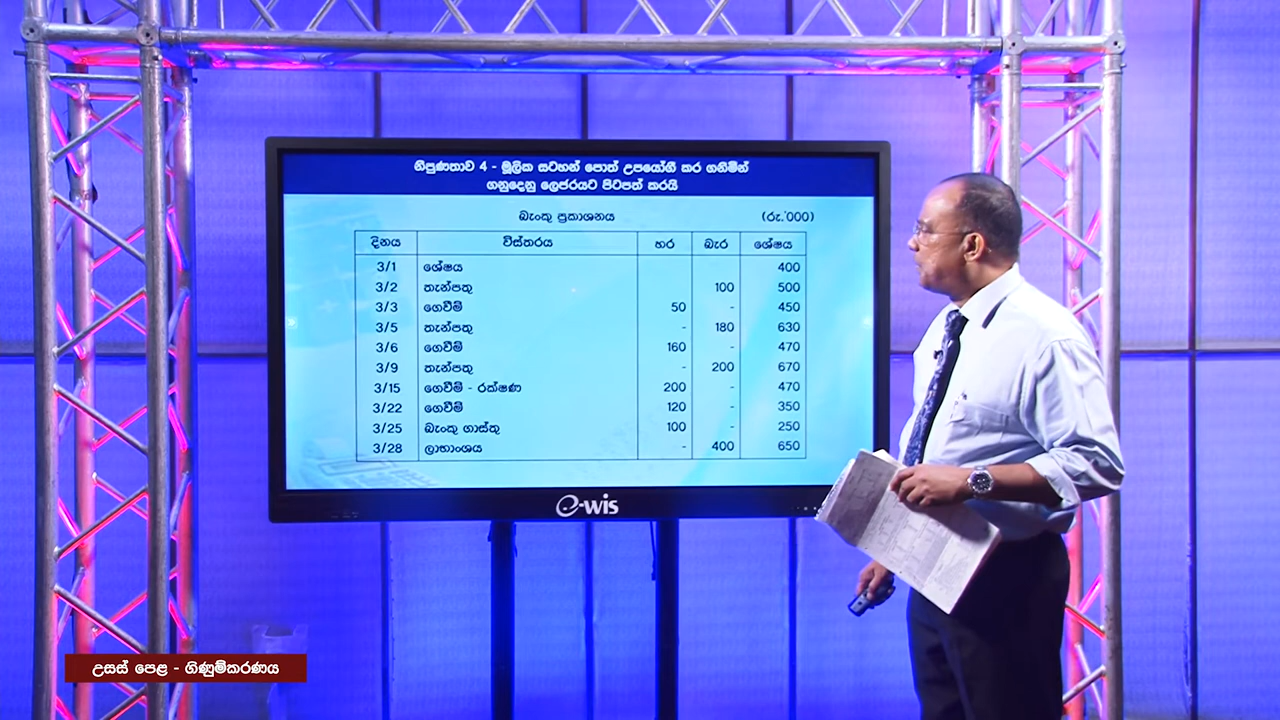 නිපුණතාව 4 - මූලික සටහන් පොත් උපයෝගී කර ගනිමින්
ගනුදෙනු ලෙජරයට පිටපත් කරයි
බැංකු ප්‍රකාශනය (රු.'000)
දිනය විස්තරය හර බැර ශේෂය
3/1 ශේෂය 400
3/2 තැන්පතු 100 500
3/3 ගෙවීම් 50 - 450
3/5 තැන්පතු - 180 630
3/6 ගෙවීම් 160 - 470
3/9 තැන්පතු - 200 670
3/15 ගෙවීම් - රක්ෂණ 200 - 470
3/22 ගෙවීම් 120 - 350
3/25 බැංකු ගාස්තු 100 - 250
3/28 ලාභාංශය - 400 650
e-wis
උසස් පෙළ - ගිණුම්කරණය